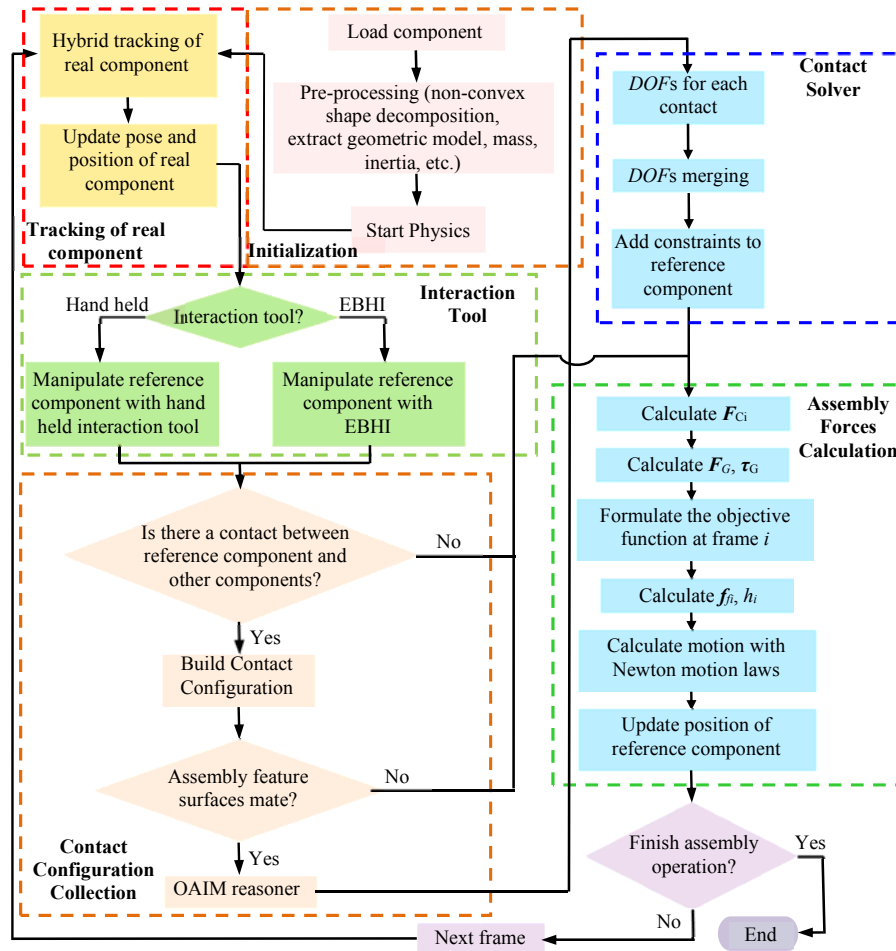 Hybrid tracking of
real component
Update pose and
position of real
component
Tracking of real
component
Load component
Pre-processing (non-convex
shape decomposition,
extract geometric model, mass,
inertia, etc.)
Start Physics
Initialization
Contact
Solver
DOFs for each
contact
DOFs merging
Add constraints to
reference
component
Interaction
Tool
Hand held
Interaction tool?
EBHI
Manipulate reference
component with hand
held interaction tool
Manipulate reference
component with
EBHI
Is there a contact between
reference component and
other components?
No
Yes
Build Contact
Configuration
Assembly feature
surfaces mate?
No
Yes
OAIM reasoner
Contact
Configuration
Collection
Assembly
Forces
Calculation
Calculate F_Ci
Calculate F_G, τ_G
Formulate the objective
function at frame i
Calculate f_fi, h_i
Calculate motion with
Newton motion laws
Update position of
reference component
Finish assembly
operation?
Yes
No
End
Next frame